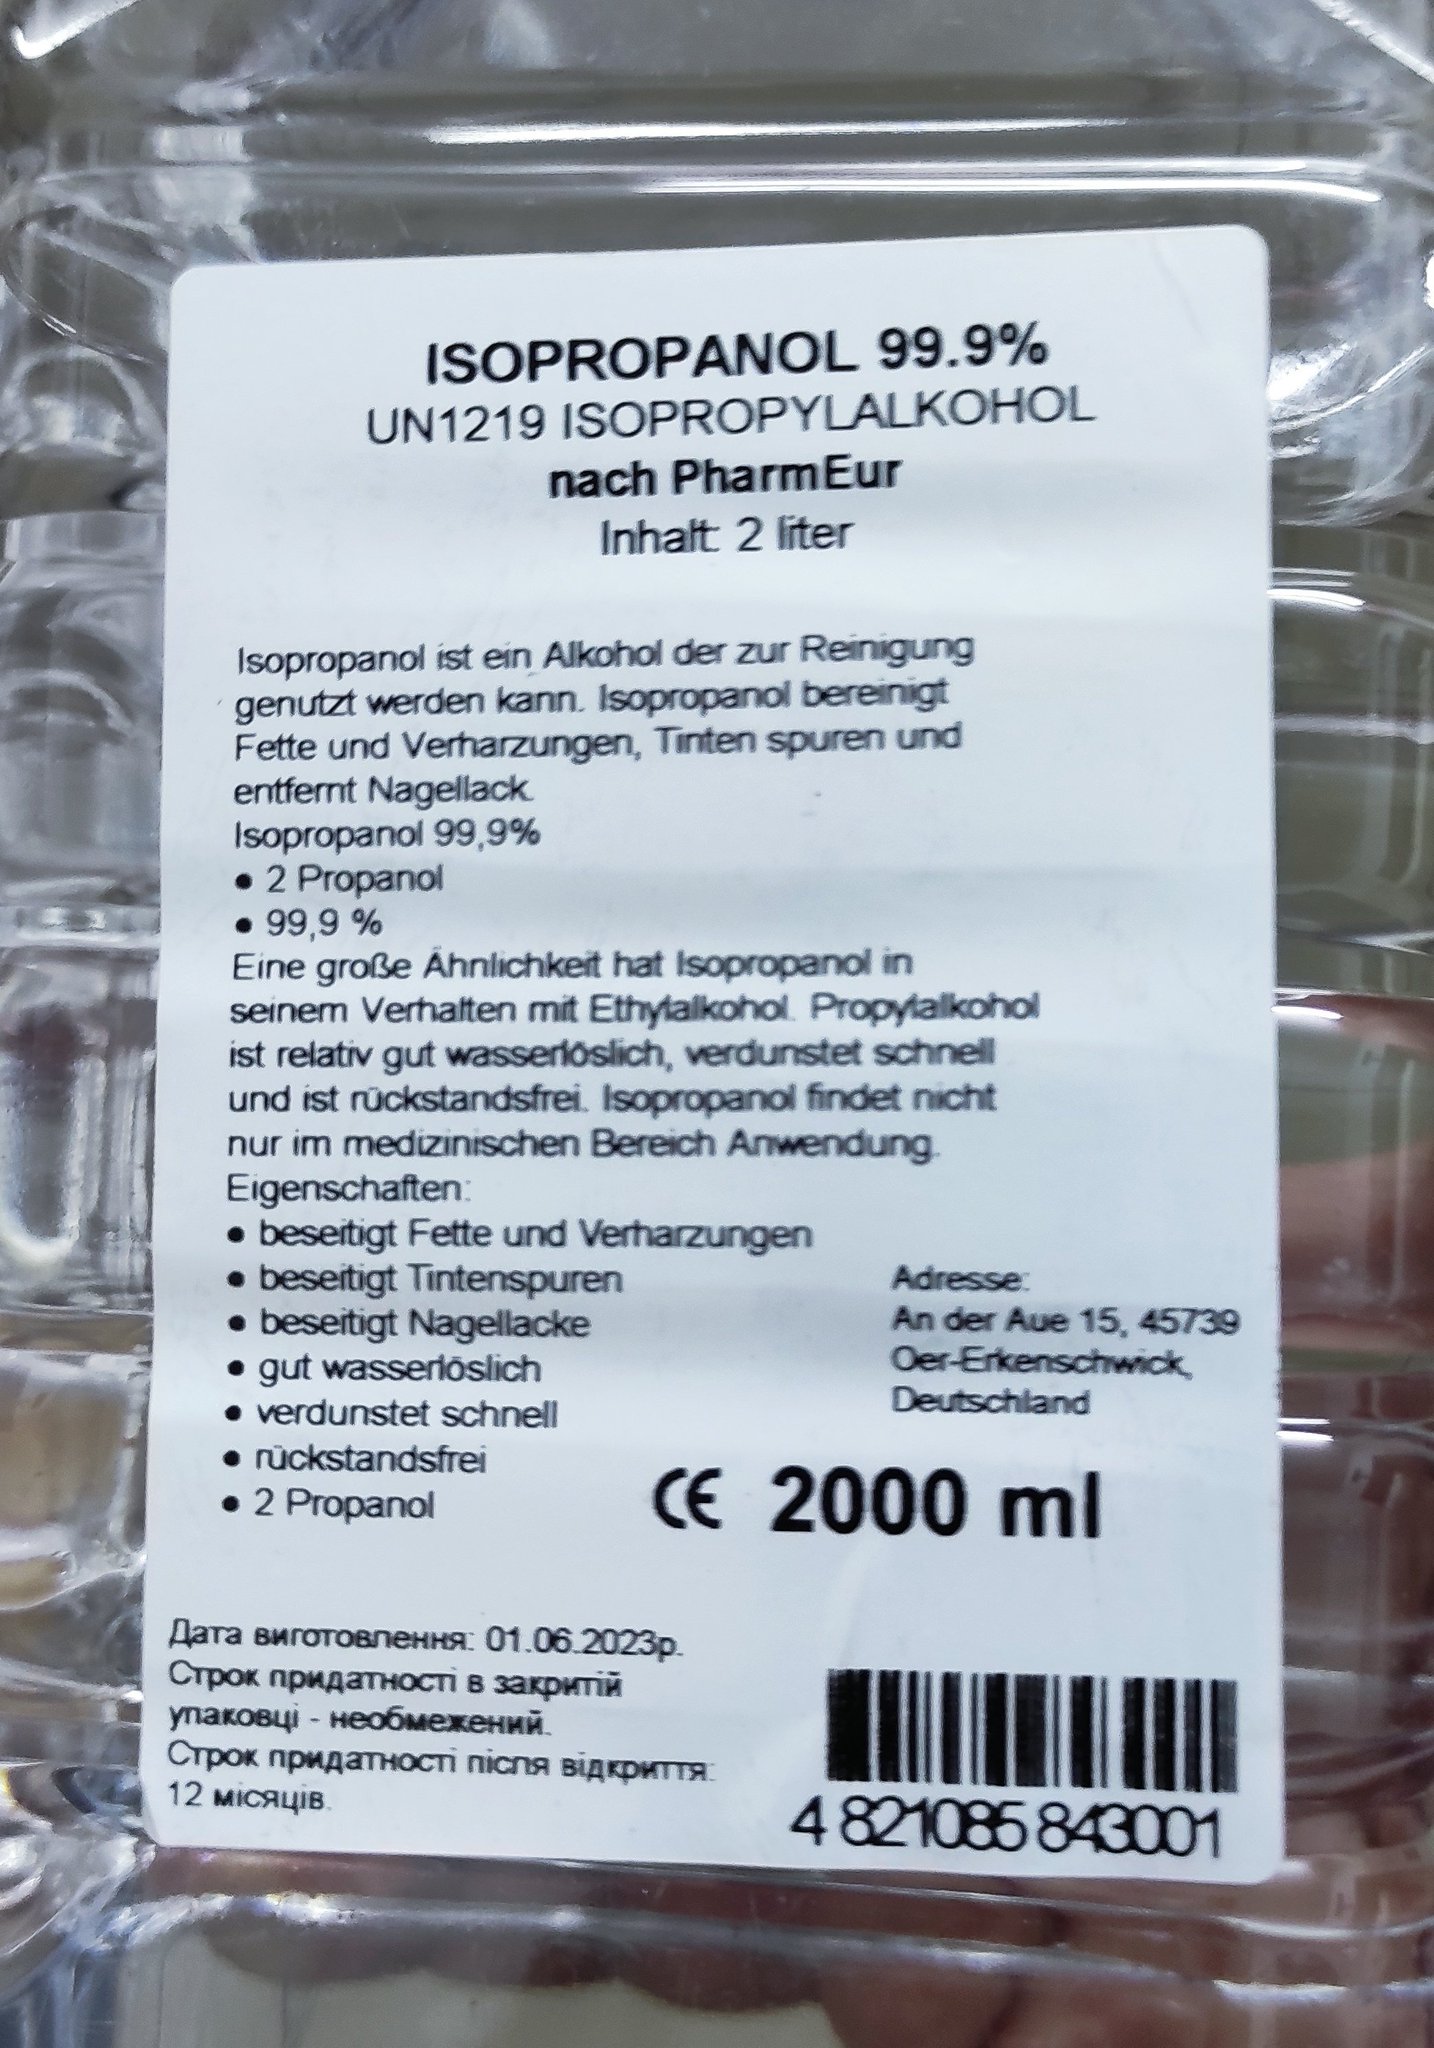 ISOPROPANOL 99.9%
UN1219 ISOPROPYLALKOHOL
nach PharmEur
Inhalt: 2 liter
Isopropanol ist ein Alkohol der zur Reinigung
genutzt werden kann. Isopropanol bereinigt
Fette und Verharzungen, Tinten spuren und
entfernt Nagellack.
Isopropanol 99,9%
• 2 Propanol
• 99,9 %
Eine große Ähnlichkeit hat Isopropanol in
seinem Verhalten mit Ethylalkohol. Propylalkohol
ist relativ gut wasserlöslich, verdunstet schnell
und ist rückstandsfrei. Isopropanol findet nicht
nur im medizinischen Bereich Anwendung.
Eigenschaften:
• beseitigt Fette und Verharzungen
• beseitigt Tintenspuren
• beseitigt Nagellacke
• gut wasserlöslich
• verdunstet schnell
• rückstandsfrei
• 2 Propanol
Adresse:
An der Aue 15, 45739
Oer-Erkenschwick,
Deutschland
CE 2000 ml
Дата виготовлення: 01.06.2023р.
Строк придатності в закритій
упаковці - необмежений.
Строк придатності після відкриття:
12 місяців.
4 821085 843001